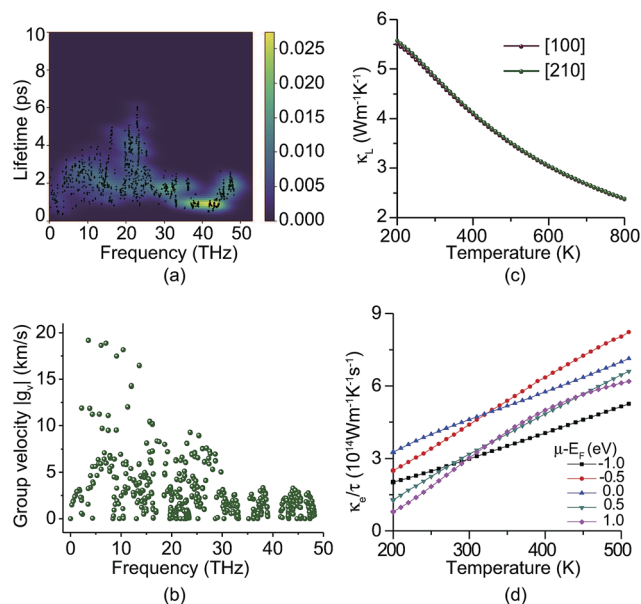 10
8
6
4
2
0
Lifetime (ps)
0 10 20 30 40 50
Frequency (THz)
0.025
0.020
0.015
0.010
0.005
0.000
(a)
6
5
4
3
2
κL (Wm⁻¹K⁻¹)
[100]
[210]
200 400 600 800
Temperature (K)
(c)
20
15
10
5
0
Group velocity |gᵥ| (km/s)
0 10 20 30 40 50
Frequency (THz)
(b)
9
6
3
0
κe/τ (10¹⁴Wm⁻¹K⁻¹s⁻¹)
μ-EF (eV)
-1.0
-0.5
0.0
0.5
1.0
200 300 400 500
Temperature (K)
(d)